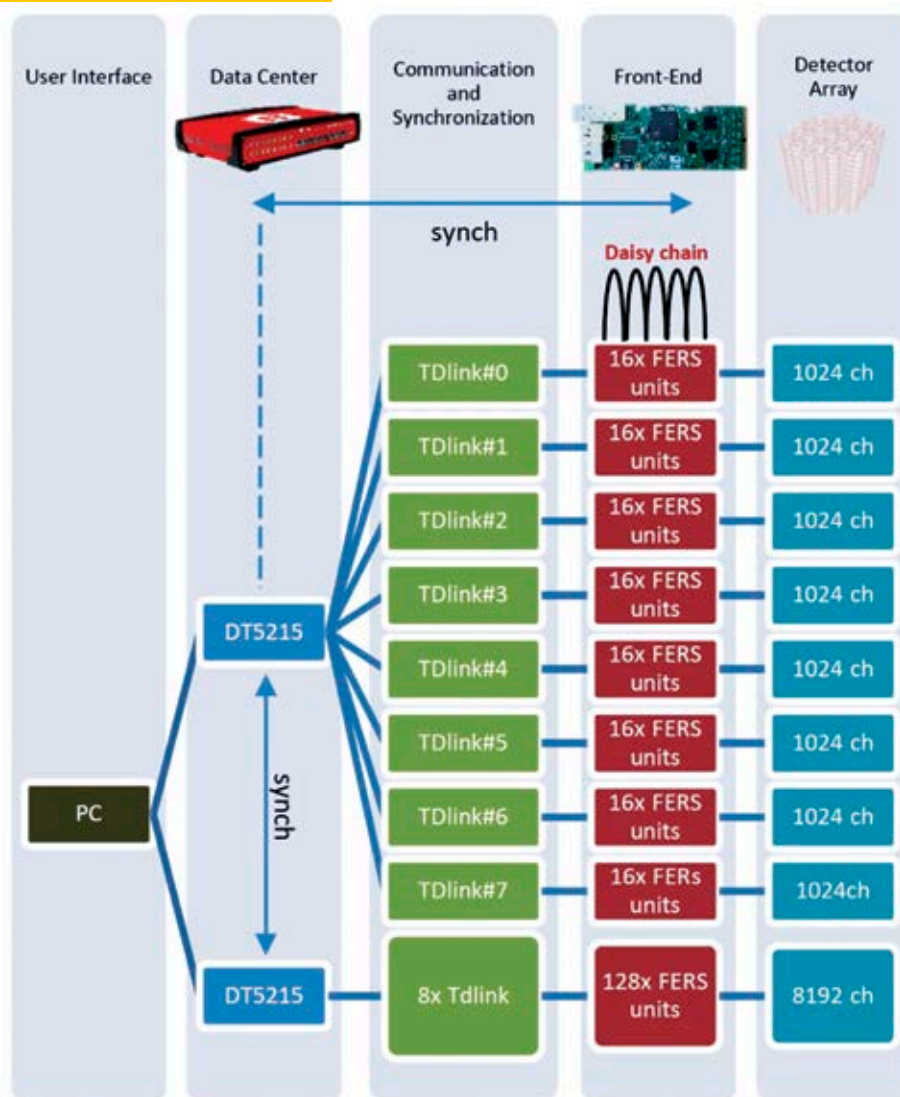 User Interface
Data Center
Communication
and
Synchronization
Front-End
Detector
Array
synch
Daisy chain
TDlink#0
16x FERS
units
1024 ch
TDlink#1
16x FERS
units
1024 ch
TDlink#2
16x FERS
units
1024 ch
TDlink#3
16x FERS
units
1024 ch
DT5215
TDlink#4
16x FERS
units
1024 ch
TDlink#5
16x FERS
units
1024 ch
synch
PC
TDlink#6
16x FERS
units
1024 ch
TDlink#7
16x FERs
units
1024ch
DT5215
8x Tdlink
128x FERS
units
8192 ch